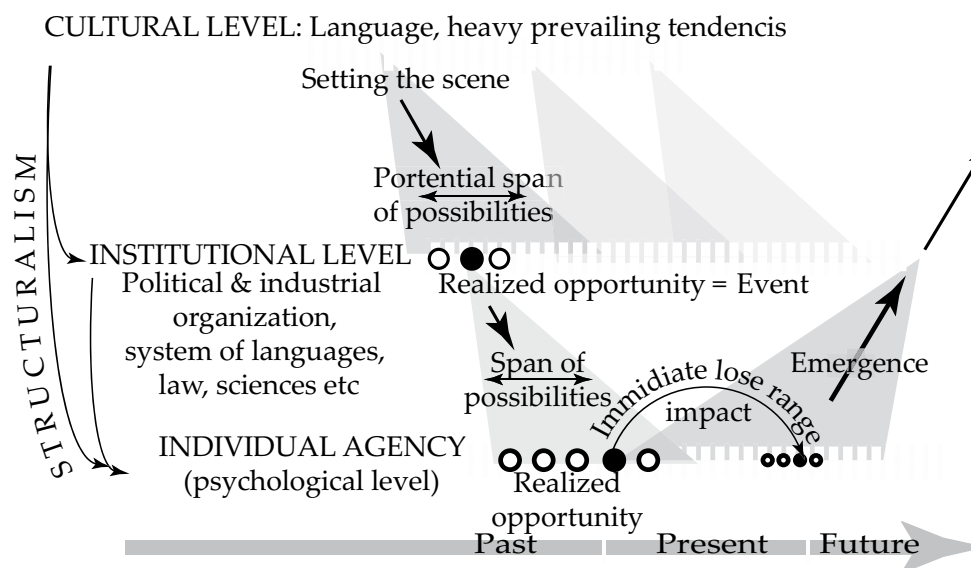 CULTURAL LEVEL: Language, heavy prevailing tendencis
Setting the scene
Portential span
of possibilities
STRUCTURALISM
INSTITUTIONAL LEVEL
Political & industrial
organization,
system of languages,
law, sciences etc
Realized opportunity = Event
Span of
possibilities
Immidiate lose range
impact
Emergence
INDIVIDUAL AGENCY
(psychological level)
Realized
opportunity
Past Present Future